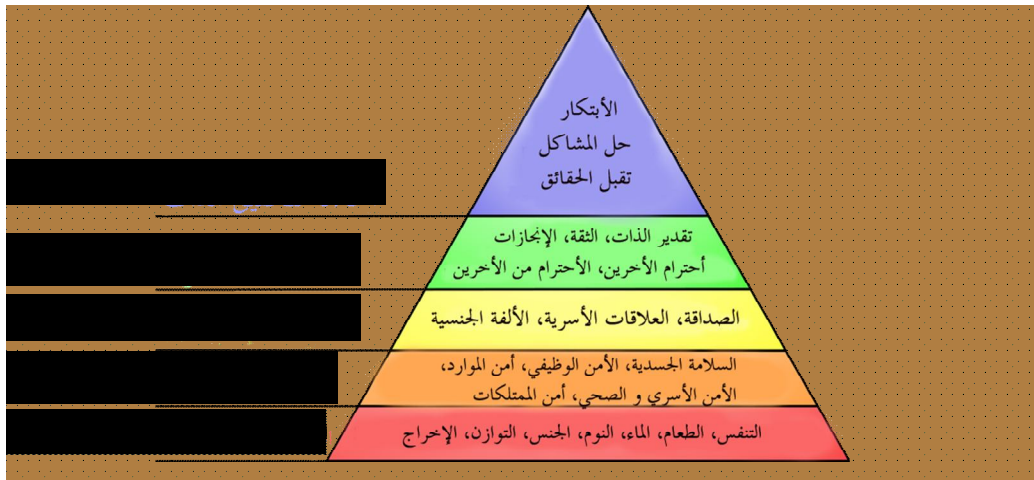 الأبتكار
حل المشاكل
تقبل الحقائق
تقدير الذات، الثقة، الإنجازات
أحترام الأخرين، الأحترام من الأخرين
الصداقة، العلاقات الأسرية، الألفة الجنسية
السلامة الجسدية، الأمن الوظيفي، أمن الموارد،
الأمن الأسري و الصحي، أمن الممتلكات
التنفس، الطعام، الماء، النوم، الجنس، التوازن، الإخراج